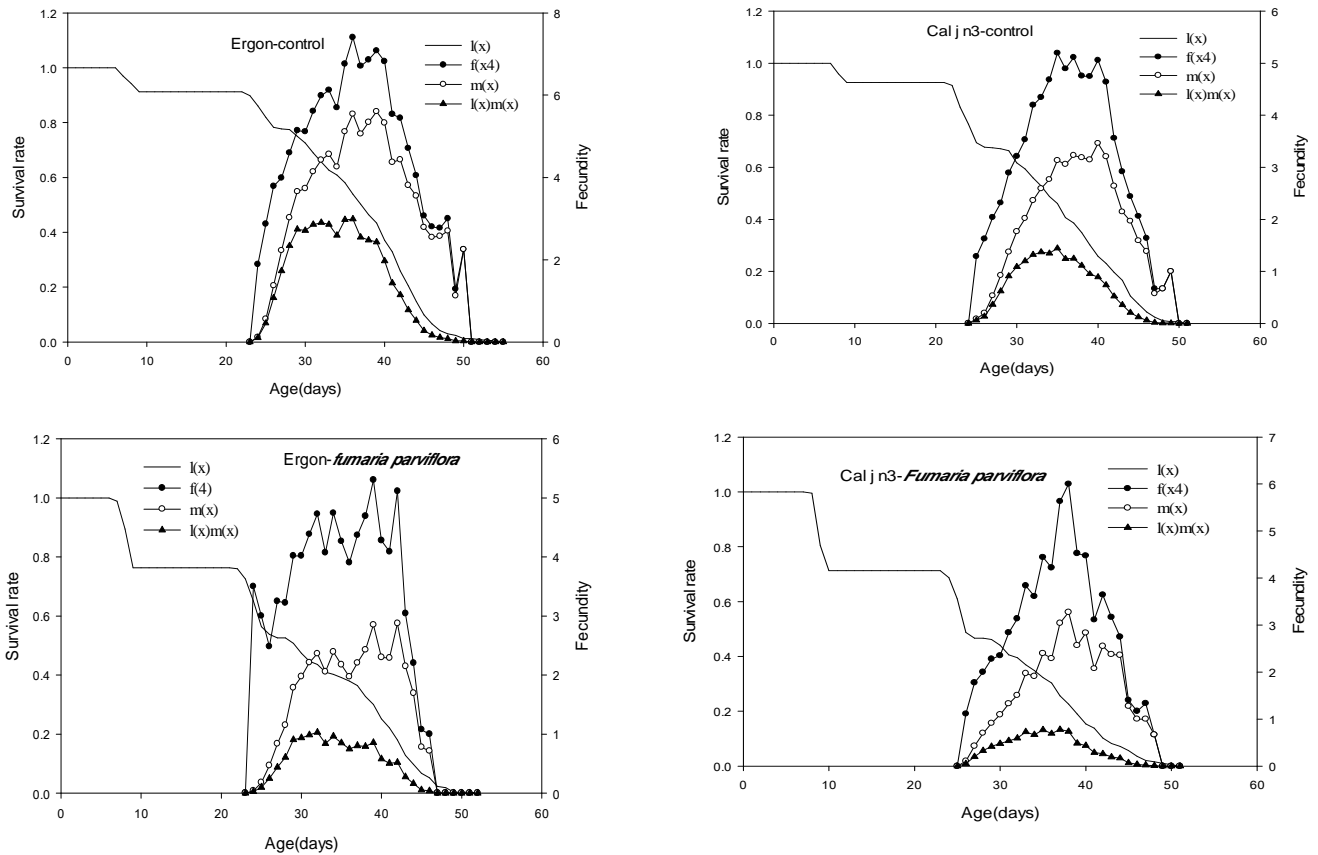 Ergon-control
l(x)
f(x4)
m(x)
l(x)m(x)
Survival rate
1.2
1.0
0.8
0.6
0.4
0.2
0.0
Fecundity
8
6
4
2
0
0 10 20 30 40 50 60
Age(days)
Cal j n3-control
l(x)
f(x4)
m(x)
l(x)m(x)
Survival rate
1.2
1.0
0.8
0.6
0.4
0.2
0.0
Fecundity
6
5
4
3
2
1
0
0 10 20 30 40 50 60
Age(days)
Ergon-fumaria parviflora
l(x)
f(4)
m(x)
l(x)m(x)
Survival rate
1.2
1.0
0.8
0.6
0.4
0.2
0.0
Fecundity
6
5
4
3
2
1
0
0 10 20 30 40 50 60
Age(days)
Cal j n3-Fumaria parviflora
l(x)
f(x4)
m(x)
l(x)m(x)
Survival rate
1.2
1.0
0.8
0.6
0.4
0.2
0.0
Fecundity
7
6
5
4
3
2
1
0
0 10 20 30 40 50 60
Age(days)